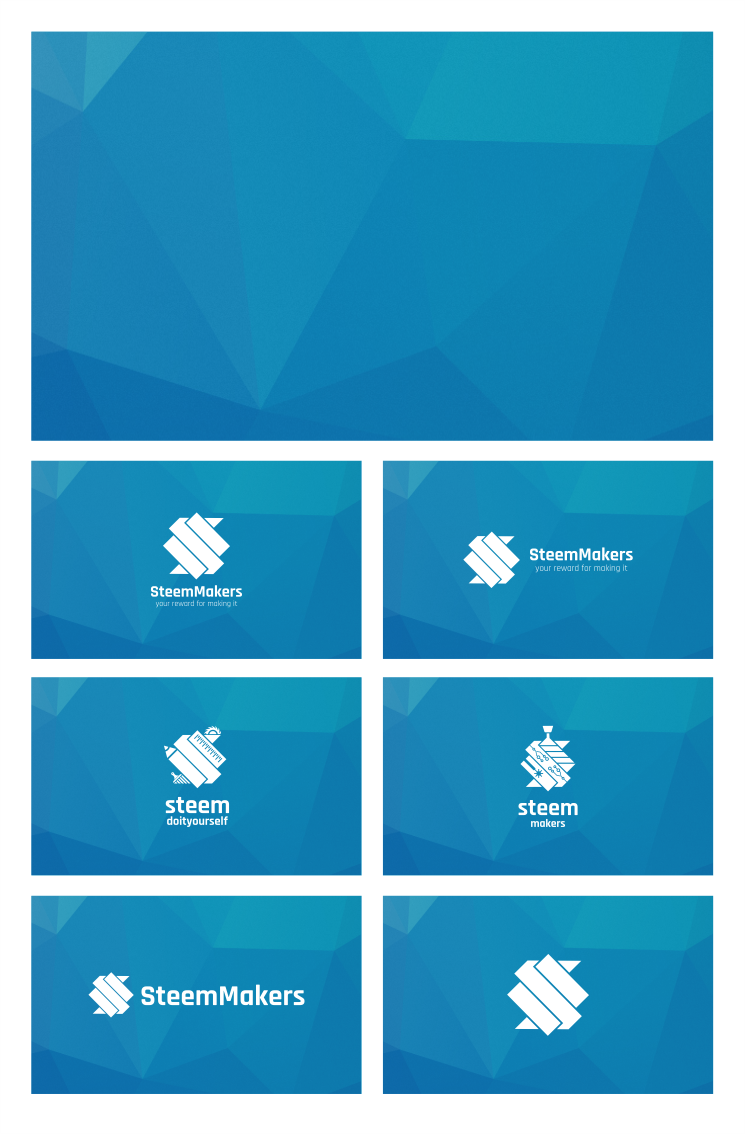 SteemMakers
your reward for making it
SteemMakers
your reward for making it
steem
doityourself
steem
makers
SteemMakers